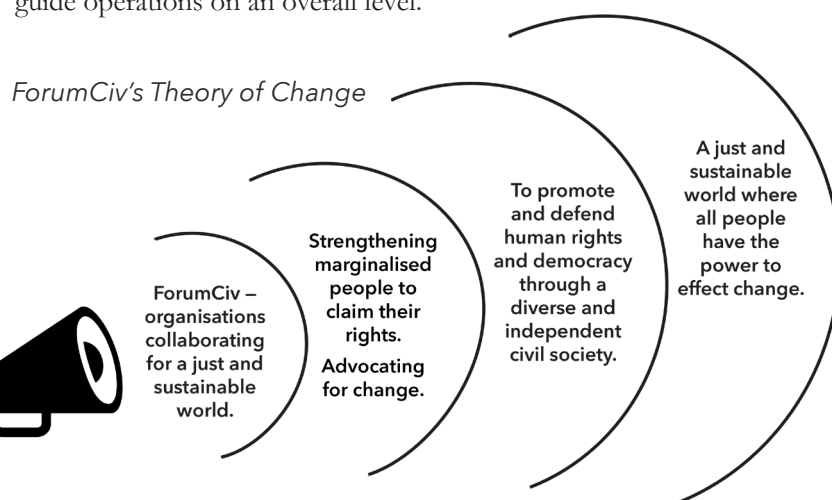 guide operations on an overall level.
ForumCiv's Theory of Change
ForumCiv –
organisations
collaborating
for a just and
sustainable
world.
Strengthening
marginalised
people to
claim their
rights.
Advocating
for change.
To promote
and defend
human rights
and democracy
through a
diverse and
independent
civil society.
A just and
sustainable
world where
all people
have the
power to
effect change.